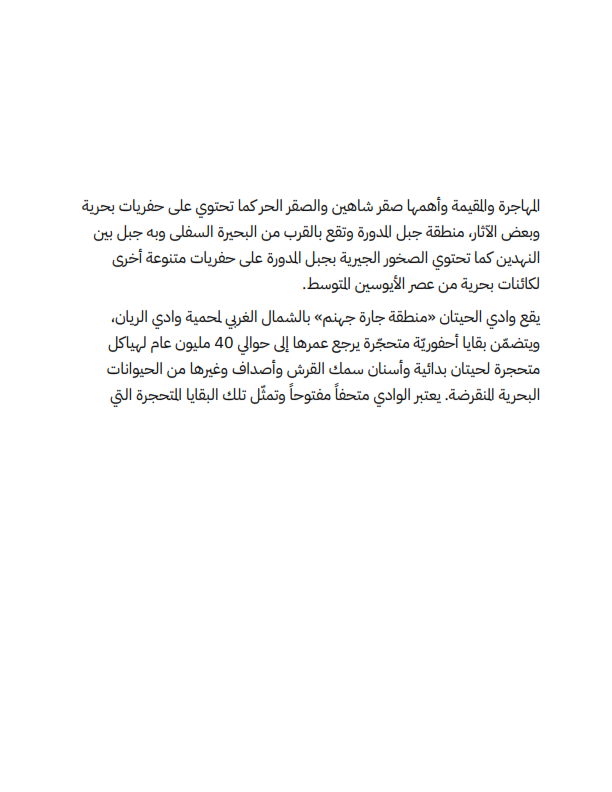 المهاجرة والمقيمة وأهمها صقر شاهين والصقر الحر كما تحتوي على حفريات بحرية
وبعض الآثار، منطقة جبل المدورة وتقع بالقرب من البحيرة السفلى وبه جبل بين
النهدين كما تحتوي الصخور الجيرية بجبل المدورة على حفريات متنوعة أخرى
لكائنات بحرية من عصر الأيوسين المتوسط.
يقع وادي الحيتان «منطقة جارة جهنم» بالشمال الغربي لمحمية وادي الريان،
ويتضمّن بقايا أحفوريّة متحجّرة يرجع عمرها إلى حوالي 40 مليون عام لهياكل
متحجرة لحيتان بدائية وأسنان سمك القرش وأصداف وغيرها من الحيوانات
البحرية المنقرضة. يعتبر الوادي متحفاً مفتوحاً وتمثّل تلك البقايا المتحجرة التي